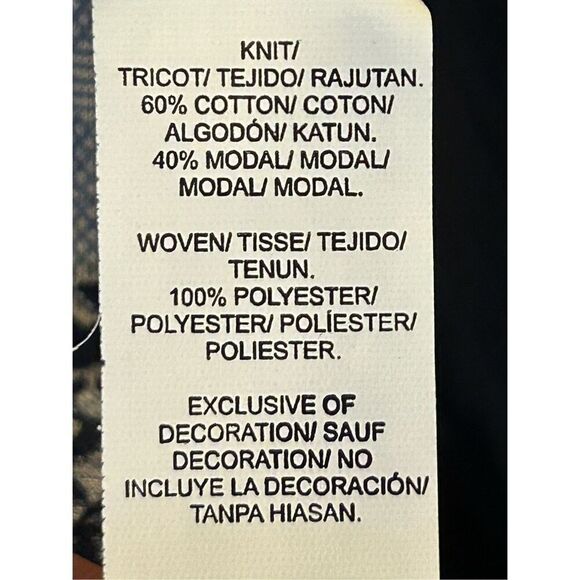 KNIT/
TRICOT/ TEJIDO/ RAJUTAN.
60% COTTON/ COTON/
ALGODÓN/ KATUN.
40% MODAL/ MODAL/
MODAL/ MODAL.
WOVEN/ TISSE/ TEJIDO/
TENUN.
100% POLYESTER/
POLYESTER/ POLÍESTER/
POLIESTER.
EXCLUSIVE OF
DECORATION/ SAUF
DECORATION/ NO
INCLUYE LA DECORACIÓN/
TANPA HIASAN.